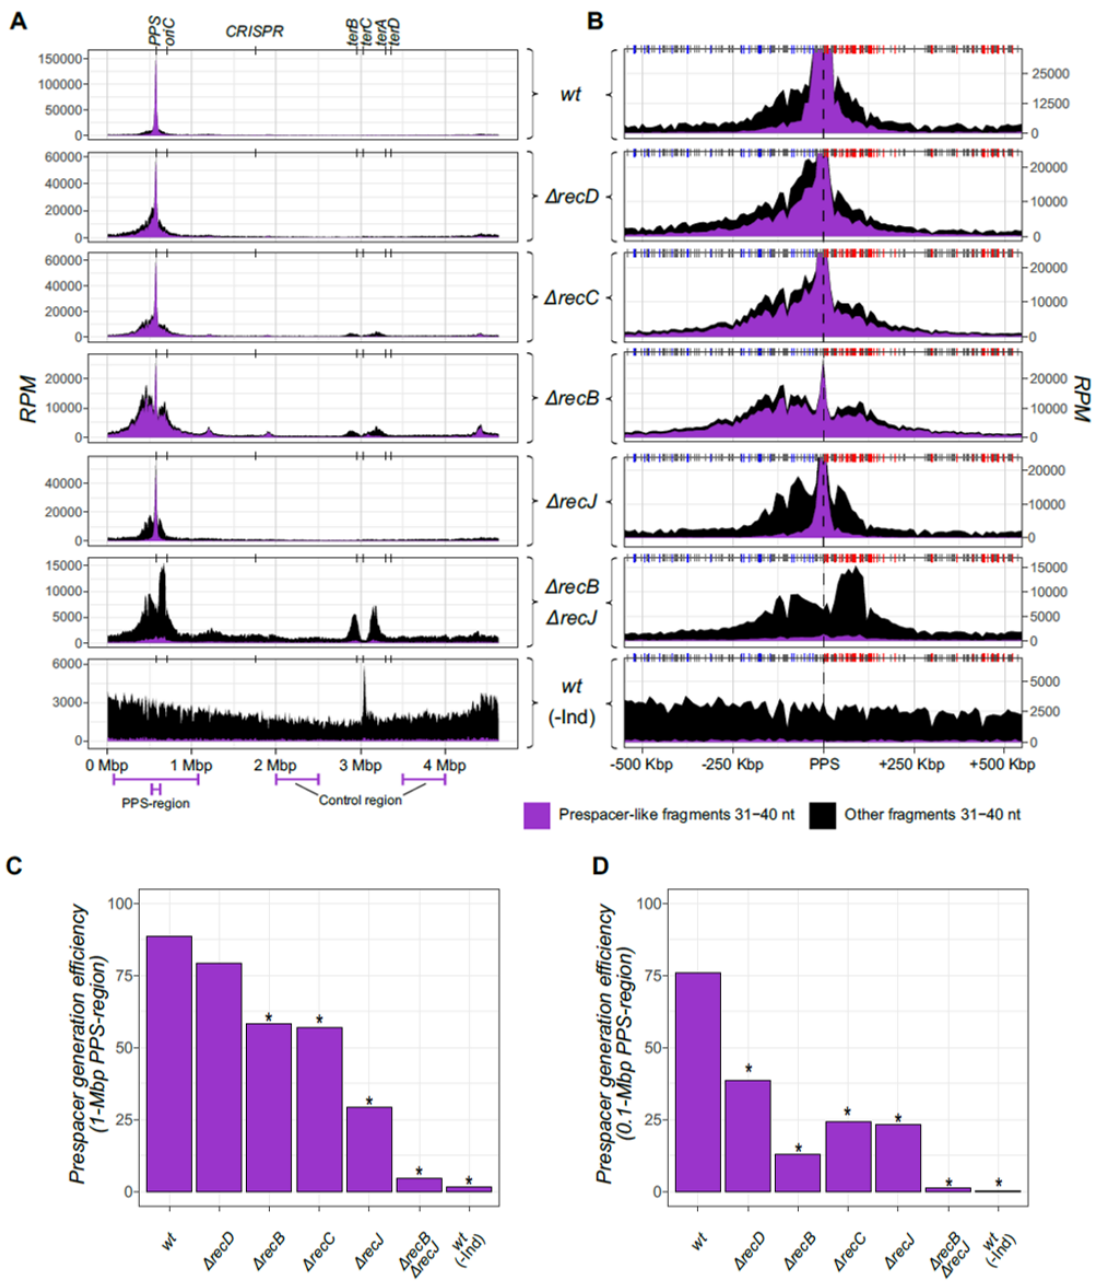 A
PPS
oriC
CRISPR
terB
terC
terA
terD
B
150000
100000
50000
0
wt
25000
12500
0
60000
40000
20000
0
ΔrecD
20000
10000
0
60000
40000
20000
0
ΔrecC
20000
10000
0
RPM
20000
10000
0
ΔrecB
20000
10000
0
RPM
40000
20000
0
ΔrecJ
20000
10000
0
15000
10000
5000
0
ΔrecB
ΔrecJ
15000
10000
5000
0
6000
3000
0
wt
(-Ind)
5000
2500
0
0 Mbp 1 Mbp 2 Mbp 3 Mbp 4 Mbp
-500 Kbp -250 Kbp PPS +250 Kbp +500 Kbp
PPS-region
Control region
Prespacer-like fragments 31−40 nt
Other fragments 31−40 nt
C
Prespacer generation efficiency
(1-Mbp PPS-region)
100
75
50
25
0
* * * * *
wt ΔrecD ΔrecB ΔrecC ΔrecJ ΔrecB ΔrecJ wt (-Ind)
D
Prespacer generation efficiency
(0.1-Mbp PPS-region)
100
75
50
25
0
* * * * * *
wt ΔrecD ΔrecB ΔrecC ΔrecJ ΔrecB ΔrecJ wt (-Ind)